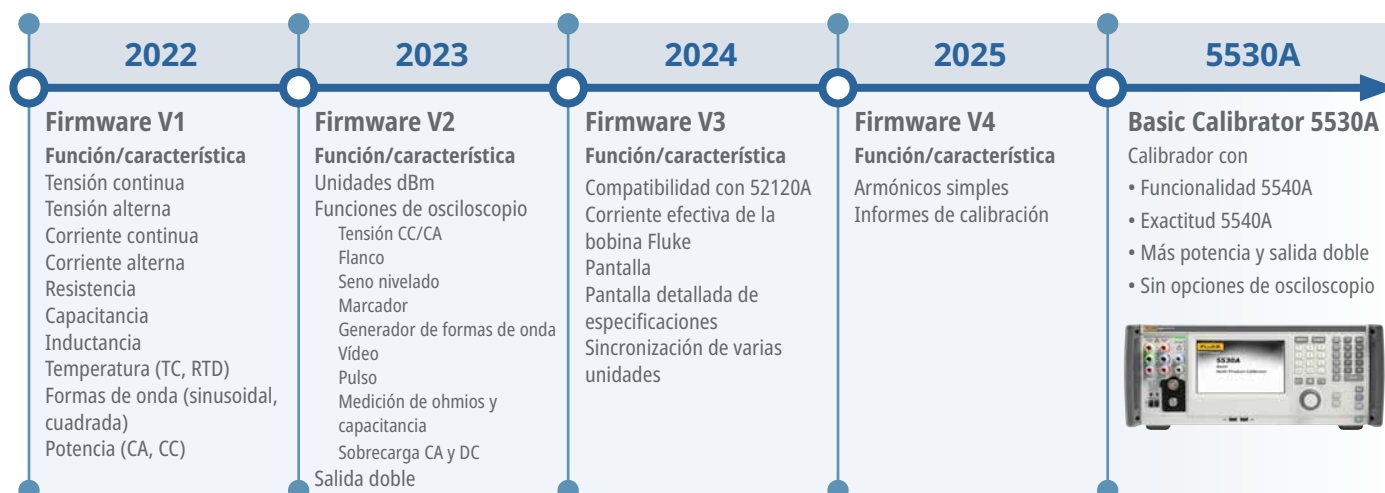 2022
2023
2024
2025
5530A
Firmware V1
Función/característica
Tensión continua
Tensión alterna
Corriente continua
Corriente alterna
Resistencia
Capacitancia
Inductancia
Temperatura (TC, RTD)
Formas de onda (sinusoidal,
cuadrada)
Potencia (CA, CC)
Firmware V2
Función/característica
Unidades dBm
Funciones de osciloscopio
Tensión CC/CA
Flanco
Seno nivelado
Marcador
Generador de formas de onda
Vídeo
Pulso
Medición de ohmios y
capacitancia
Sobrecarga CA y DC
Salida doble
Firmware V3
Función/característica
Compatibilidad con 52120A
Corriente efectiva de la
bobina Fluke
Pantalla
Pantalla detallada de
especificaciones
Sincronización de varias
unidades
Firmware V4
Función/característica
Armónicos simples
Informes de calibración
Basic Calibrator 5530A
Calibrador con
• Funcionalidad 5540A
• Exactitud 5540A
• Más potencia y salida doble
• Sin opciones de osciloscopio
FLUKE
5530A
Basic
Multi-Product Calibrator